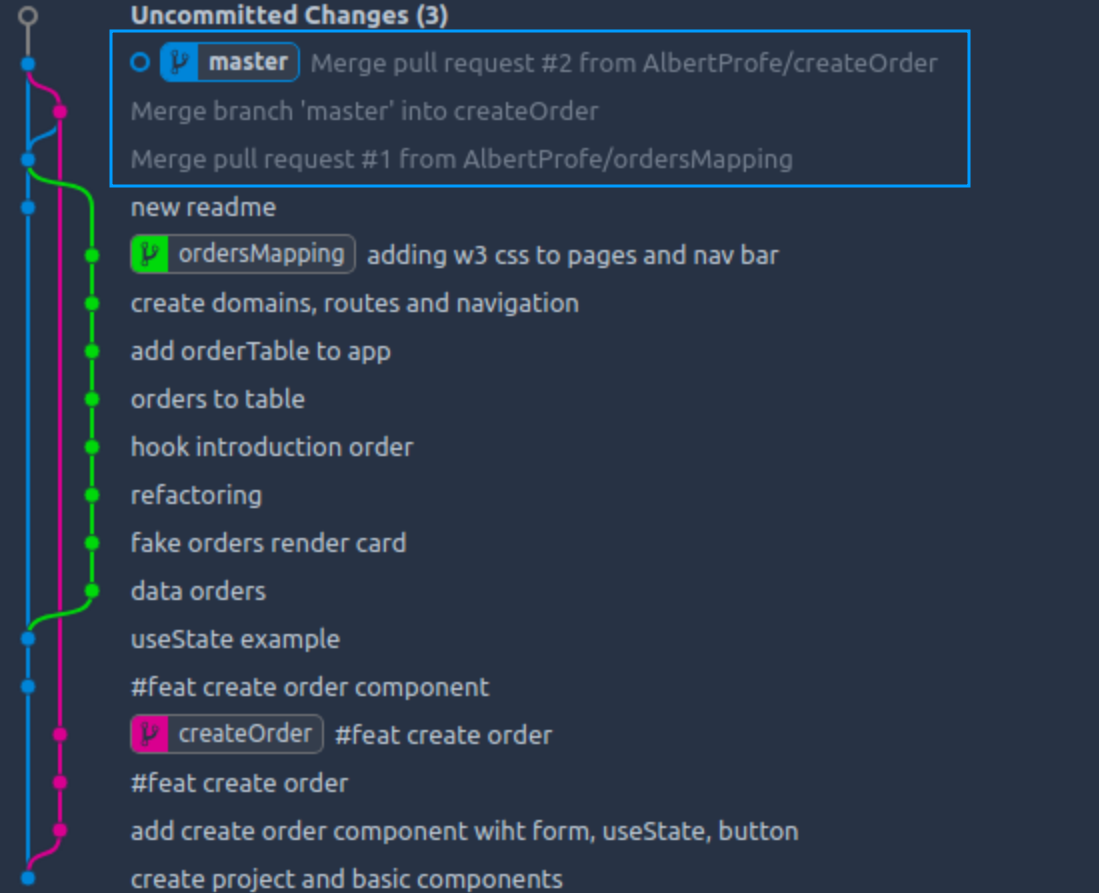 Uncommitted Changes (3)
master Merge pull request #2 from AlbertProfe/createOrder
Merge branch 'master' into createOrder
Merge pull request #1 from AlbertProfe/ordersMapping
new readme
ordersMapping adding w3 css to pages and nav bar
create domains, routes and navigation
add orderTable to app
orders to table
hook introduction order
refactoring
fake orders render card
data orders
useState example
#feat create order component
createOrder #feat create order
#feat create order
add create order component wiht form, useState, button
create project and basic components